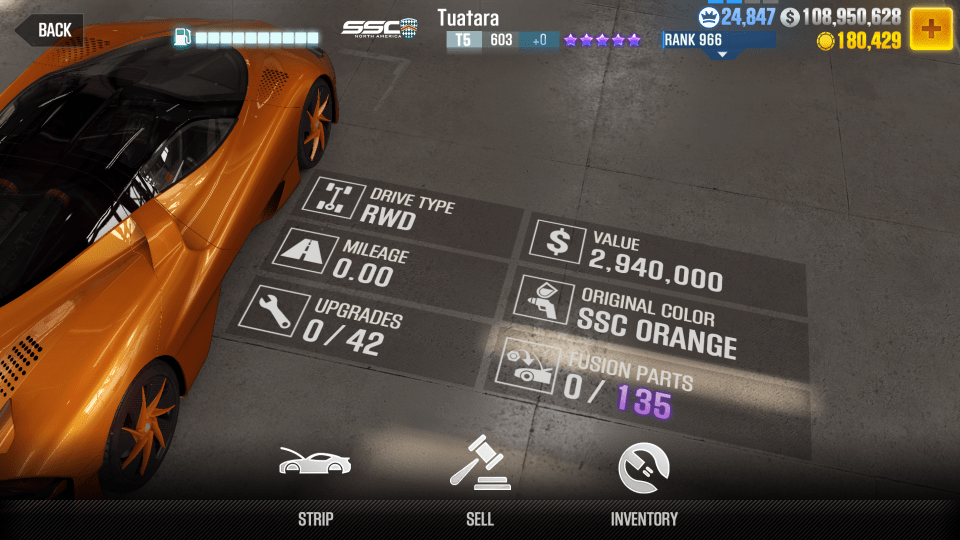 BACK
SSC
NORTH AMERICA
Tuatara
T5 603 +0
24,847
108,950,628
RANK 966
180,429
DRIVE TYPE
RWD
MILEAGE
0.00
UPGRADES
0 / 42
VALUE
2,940,000
ORIGINAL COLOR
SSC ORANGE
FUSION PARTS
0 / 135
STRIP
SELL
INVENTORY